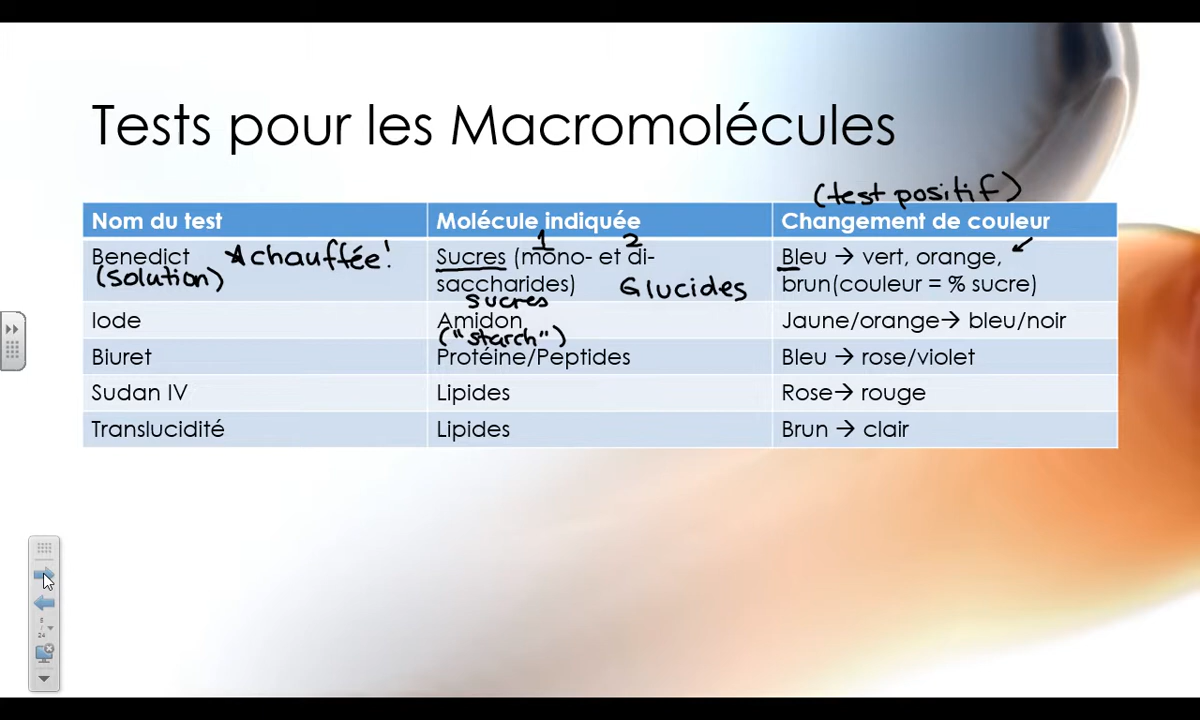 Tests pour les Macromolécules
(test positif)
Nom du test
Molécule indiquée
Changement de couleur
Benedict
(solution)
*chauffée!
1 2
Sucres (mono- et di-
saccharides)
Glucides
Bleu → vert, orange,
brun(couleur = % sucre)
Iode
sucres
Amidon
("starch")
Jaune/orange→ bleu/noir
Biuret
Protéine/Peptides
Bleu → rose/violet
Sudan IV
Lipides
Rose→ rouge
Translucidité
Lipides
Brun → clair
5
/
24